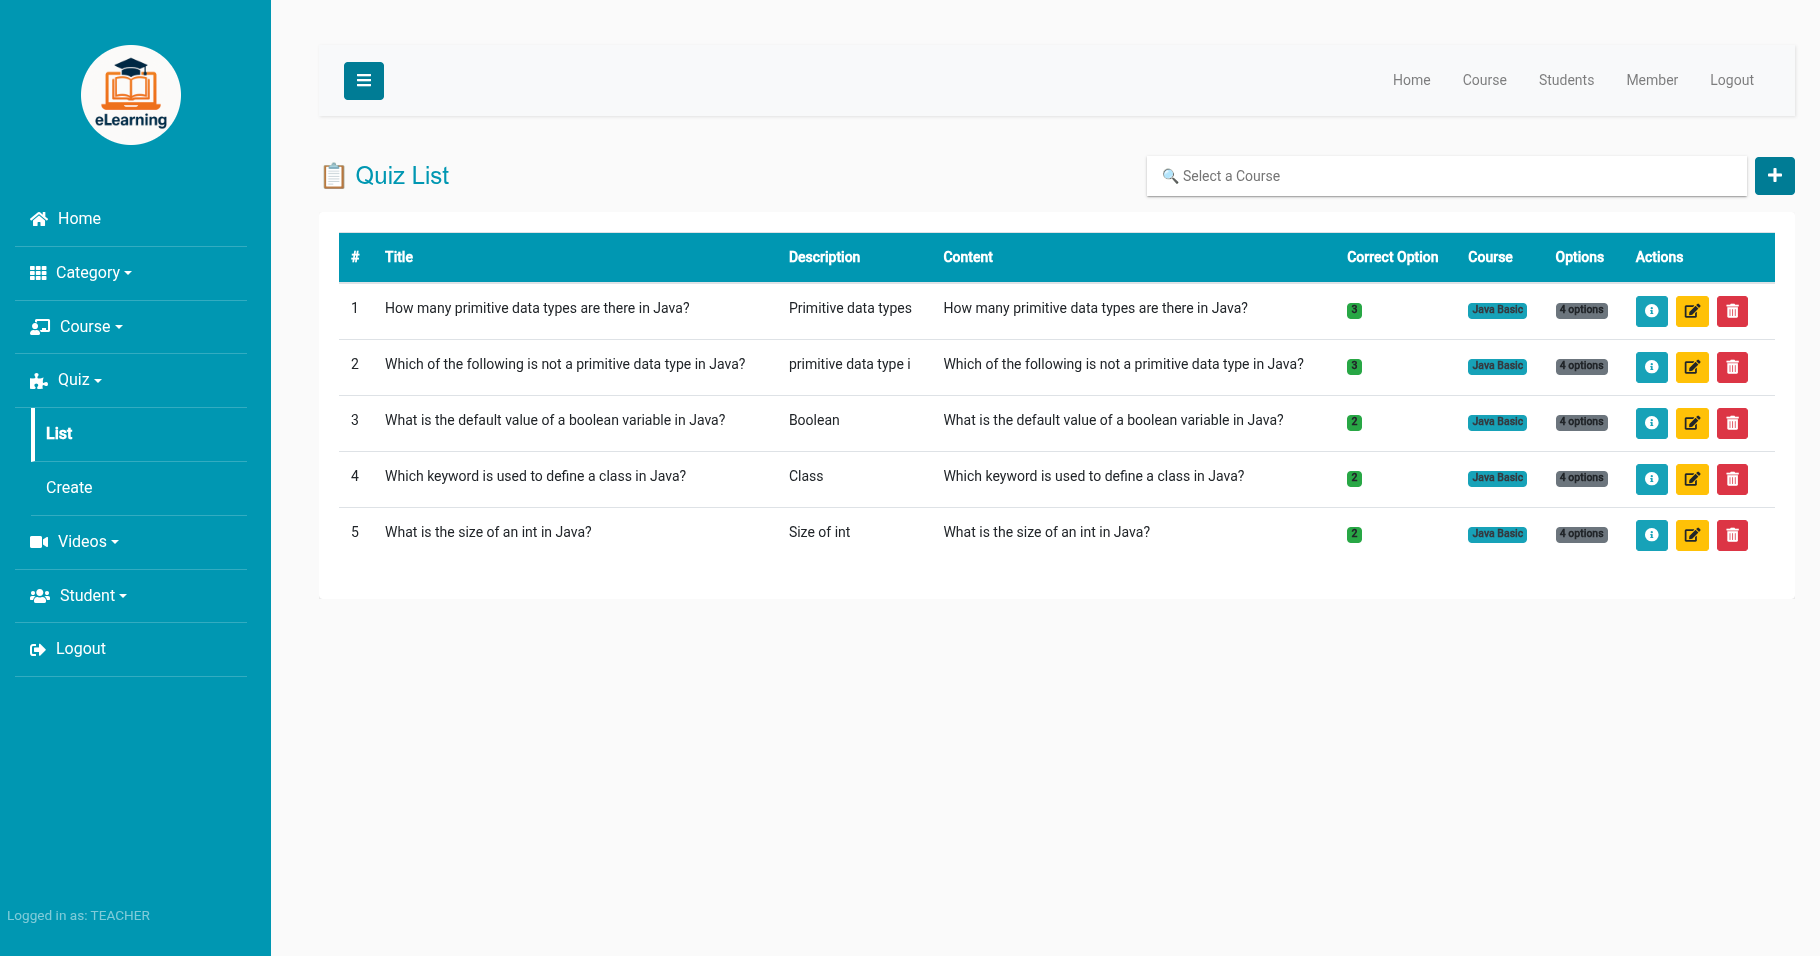 eLearning
Home
Category
Course
Quiz
List
Create
Videos
Student
Logout
Logged in as: TEACHER
Home Course Students Member Logout
Quiz List
Select a Course
# Title Description Content Correct Option Course Options Actions
1 How many primitive data types are there in Java? Primitive data types How many primitive data types are there in Java? 3 Java Basic 4 options
2 Which of the following is not a primitive data type in Java? primitive data type i Which of the following is not a primitive data type in Java? 3 Java Basic 4 options
3 What is the default value of a boolean variable in Java? Boolean What is the default value of a boolean variable in Java? 2 Java Basic 4 options
4 Which keyword is used to define a class in Java? Class Which keyword is used to define a class in Java? 2 Java Basic 4 options
5 What is the size of an int in Java? Size of int What is the size of an int in Java? 2 Java Basic 4 options